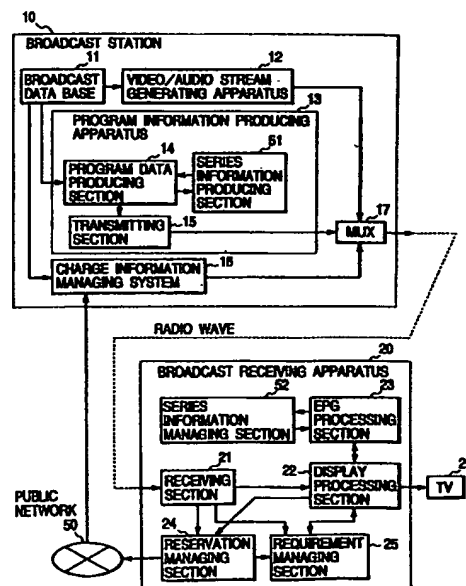 10
BROADCAST STATION
11
12
BROADCAST
DATA BASE
VIDEO/AUDIO STREAM
GENERATING APPARATUS
13
PROGRAM INFORMATION PRODUCING
APPARATUS
14
51
PROGRAM DATA
PRODUCING
SECTION
SERIES
INFORMATION
PRODUCING SECTION
15
TRANSMITTING
SECTION
17
MUX
16
CHARGE INFORMATION
MANAGING SYSTEM
RADIO WAVE
20
BROADCAST RECEIVING APPARATUS
52
23
SERIES
INFORMATION
MANAGING SECTION
EPG
PROCESSING
SECTION
21
RECEIVING
SECTION
22
DISPLAY
PROCESSING
SECTION
2
TV
PUBLIC
NETWORK
50
24
RESERVATION
MANAGING
SECTION
REQUIREMENT
MANAGING
SECTION
25